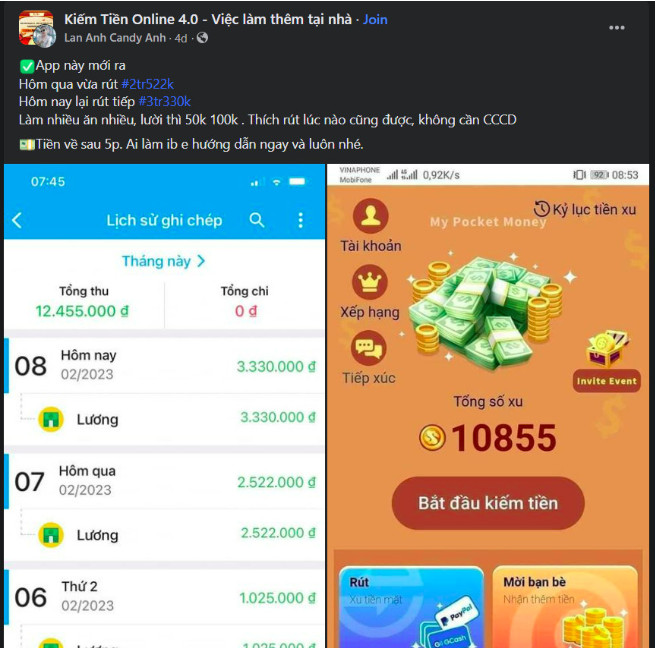 Kiếm Tiền Online 4.0 - Việc làm thêm tại nhà · Join
Lan Anh Candy Anh · 4d ·
App này mới ra
Hôm qua vừa rút #2tr522k
Hôm nay lại rút tiếp #3tr330k
Làm nhiều ăn nhiều, lười thì 50k 100k . Thích rút lúc nào cũng được, không cần CCCD
Tiền về sau 5p. Ai làm ib e hướng dẫn ngay và luôn nhé.
07:45
Lịch sử ghi chép
Tháng này >
Tổng thu
12.455.000 ₫
Tổng chi
0 ₫
08
Hôm nay
02/2023
3.330.000 ₫
Lương
3.330.000 ₫
07
Hôm qua
02/2023
2.522.000 ₫
Lương
2.522.000 ₫
06
Thứ 2
02/2023
1.025.000 ₫
VINAPHONE
MobiFone
0,92K/s
92
08:53
Kỷ lục tiền xu
My Pocket Money
Tài khoản
Xếp hạng
Tiếp xúc
Invite Event
Tổng số xu
10855
Bắt đầu kiếm tiền
Rút
Xu tiền mặt
PayPal
GCash
Mời bạn bè
Nhận thêm tiền